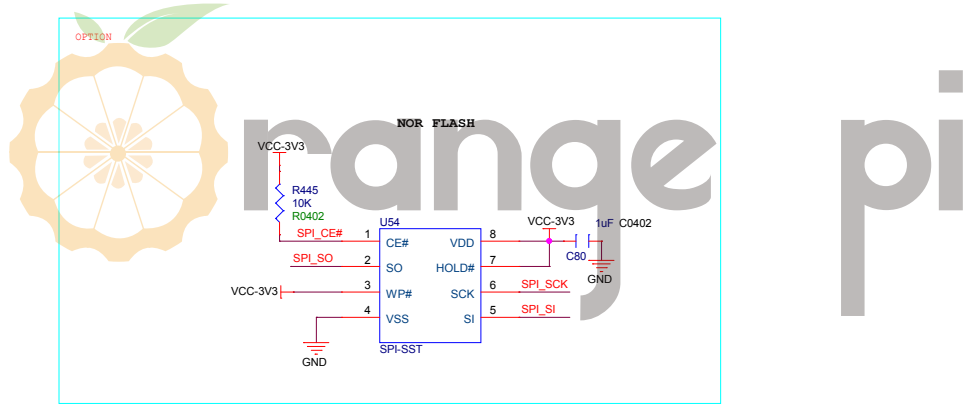 OPTION
range pi
NOR FLASH
VCC-3V3
R445
10K
R0402
U54
VCC-3V3
1uF C0402
SPI_CE# 1 CE# VDD 8
C80
SPI_SO 2 SO HOLD# 7
GND
VCC-3V3 3 WP# SCK 6 SPI_SCK
4 VSS SI 5 SPI_SI
SPI-SST
GND